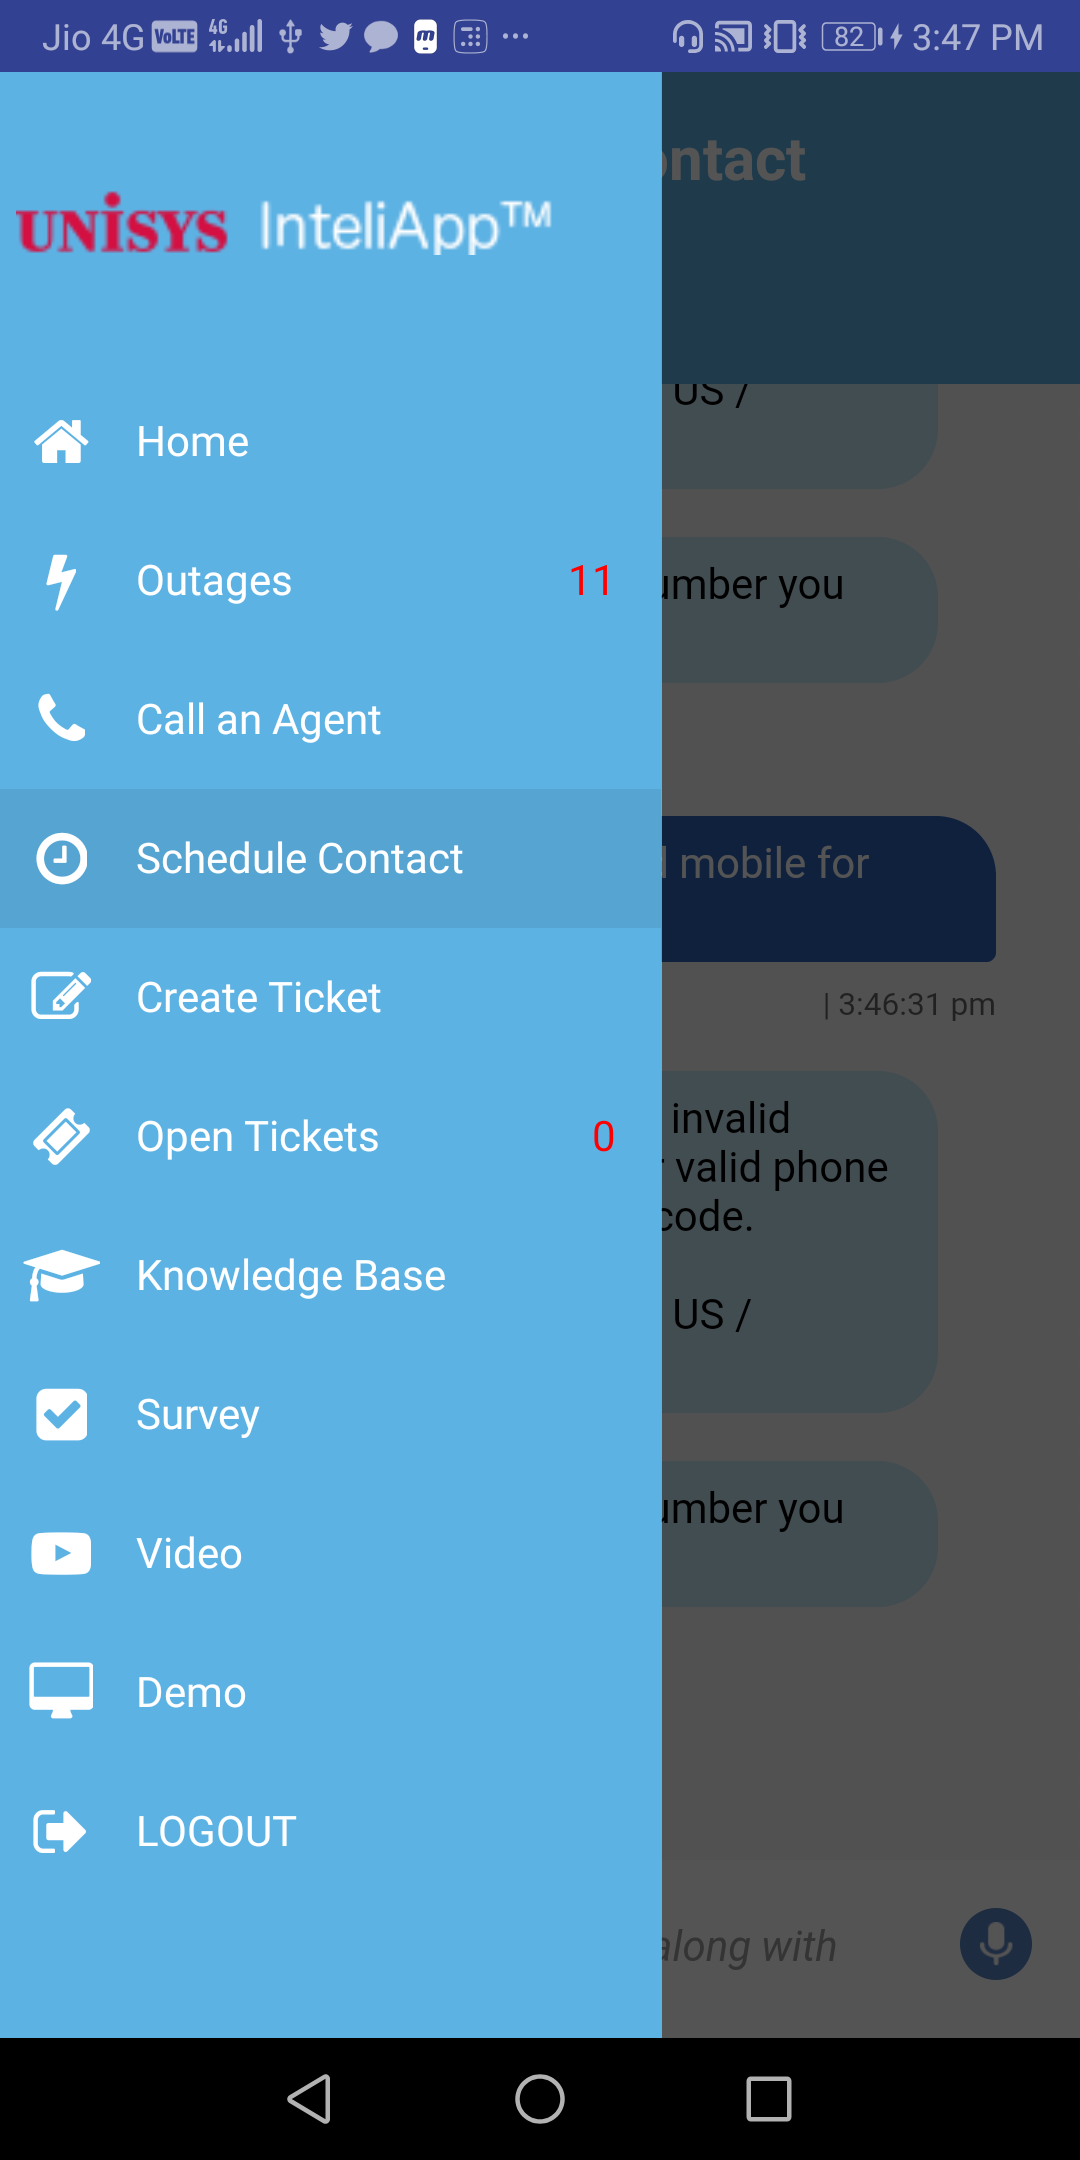 Jio 4G VoLTE 4G 82 3:47 PM
ontact
UNiSYS InteliApp™
US /
Home
umber you
Outages 11
Call an Agent
mobile for
Schedule Contact
Create Ticket
| 3:46:31 pm
invalid
Open Tickets 0
valid phone
code.
Knowledge Base
US /
Survey
umber you
Video
Demo
LOGOUT
along with